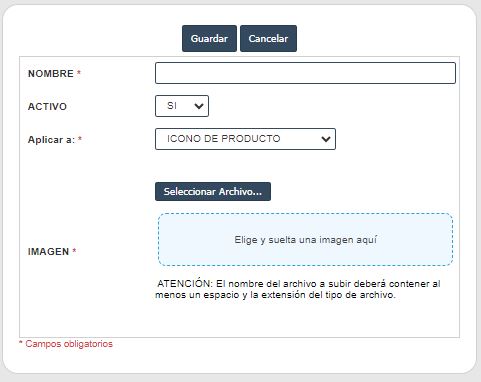 Guardar Cancelar
NOMBRE *
ACTIVO SI
Aplicar a: * ICONO DE PRODUCTO
Seleccionar Archivo...
Elige y suelta una imagen aquí
IMAGEN *
ATENCIÓN: El nombre del archivo a subir deberá contener al
menos un espacio y la extensión del tipo de archivo.
* Campos obligatorios